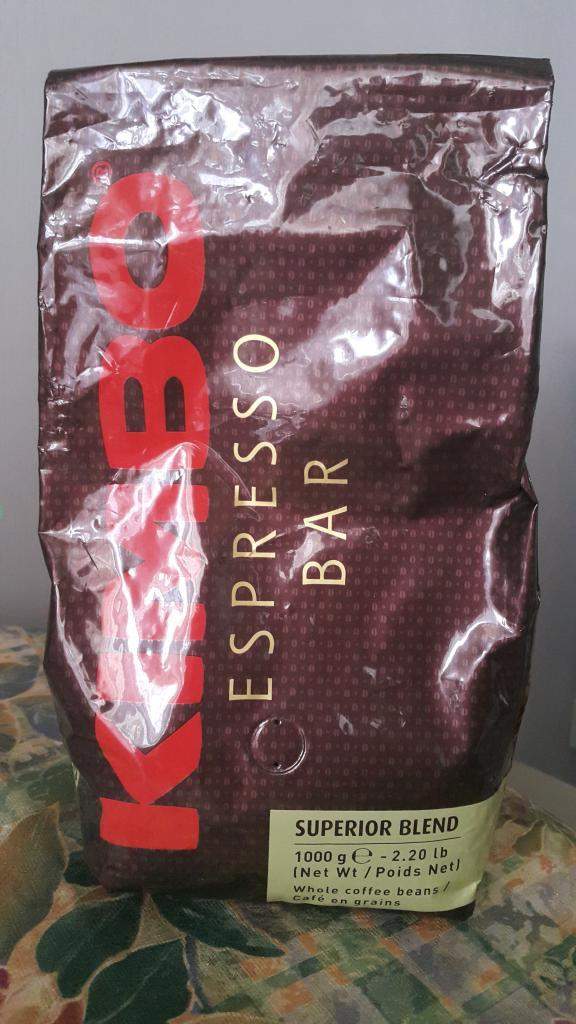 KIMBO®
ESPRESSO
BAR
SUPERIOR BLEND
1000 g ℮ - 2.20 lb
(Net Wt / Poids Net)
Whole coffee beans /
Café en grains